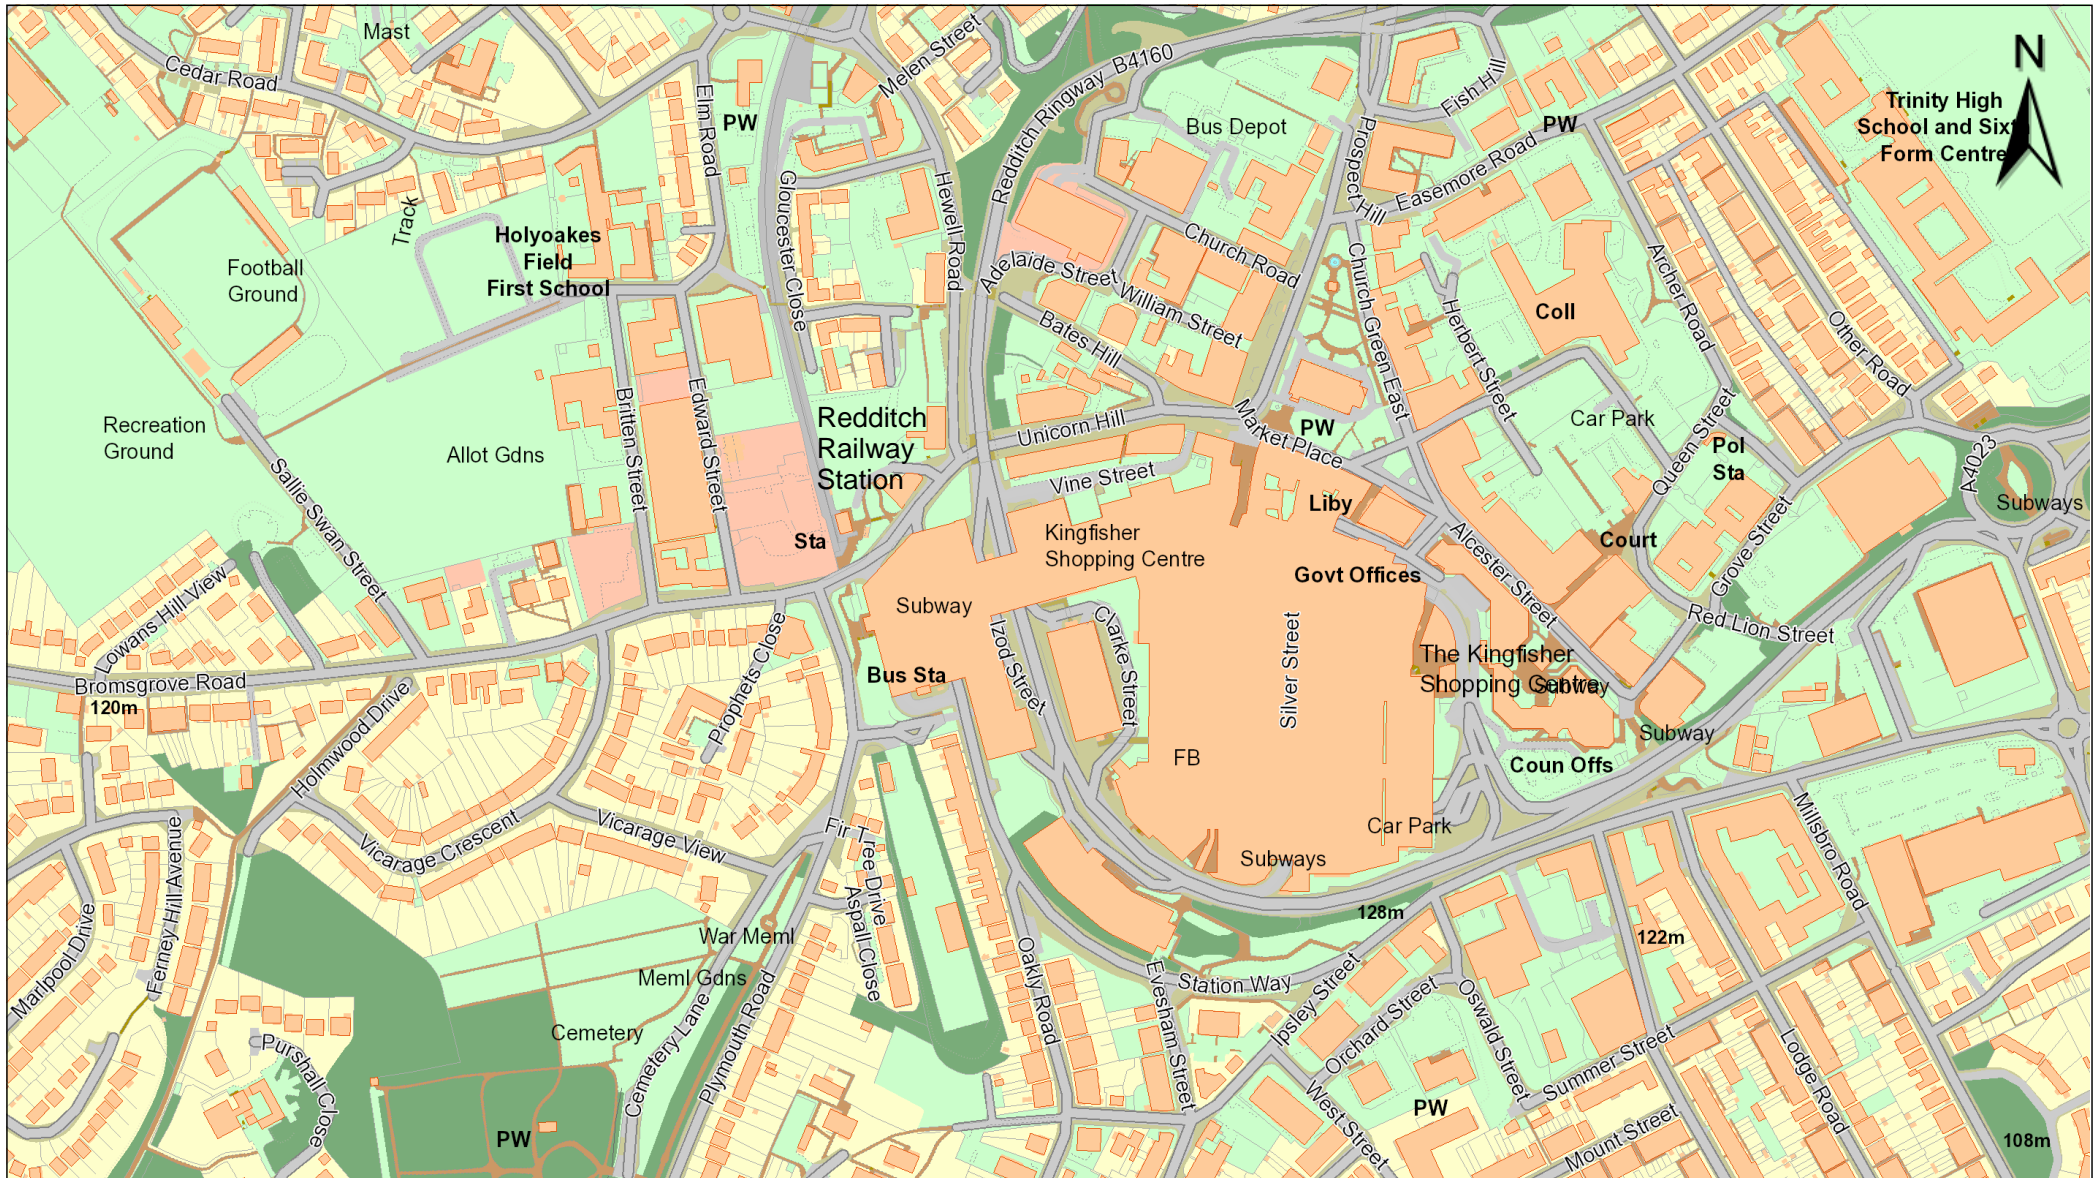 Mast
Cedar Road
Melen Street
Redditch Ringway B4160
Elm Road
PW
Bus Depot
Fish Hill
PW
N
Trinity High
School and Sixt
Form Centre
Prospect Hill
Easemore Road
Gloucester Close
Hewell Road
Track
Holyoakes
Field
First School
Football
Ground
Adelaide Street
Church Road
William Street
Church Green East
Archer Road
Herbert Street
Coll
Other Road
Bates Hill
Britten Street
Edward Street
Redditch
Railway
Station
Recreation
Ground
Allot Gdns
Unicorn Hill
Market Place
PW
Car Park
Queen Street
Pol
Sta
A4023
Subways
Sallie Swan Street
Vine Street
Liby
Sta
Kingfisher
Shopping Centre
Alcester Street
Court
Grove Street
Govt Offices
Lowans Hill View
Subway
Izod Street
Clarke Street
Silver Street
Red Lion Street
The Kingfisher
Shopping Centre
Subway
Bromsgrove Road
120m
Bus Sta
Prophets Close
Holmwood Drive
Subway
FB
Coun Offs
Vicarage Crescent
Vicarage View
Fir Tree Drive
Car Park
Subways
Millsbro Road
Ferney Hill Avenue
Marlpool Drive
Aspall Close
128m
122m
War Meml
Meml Gdns
Oakly Road
Station Way
Evesham Street
Ipsley Street
Orchard Street
Oswald Street
Cemetery
Cemetery Lane
Plymouth Road
Purshall Close
Summer Street
Lodge Road
West Street
PW
Mount Street
PW
108m